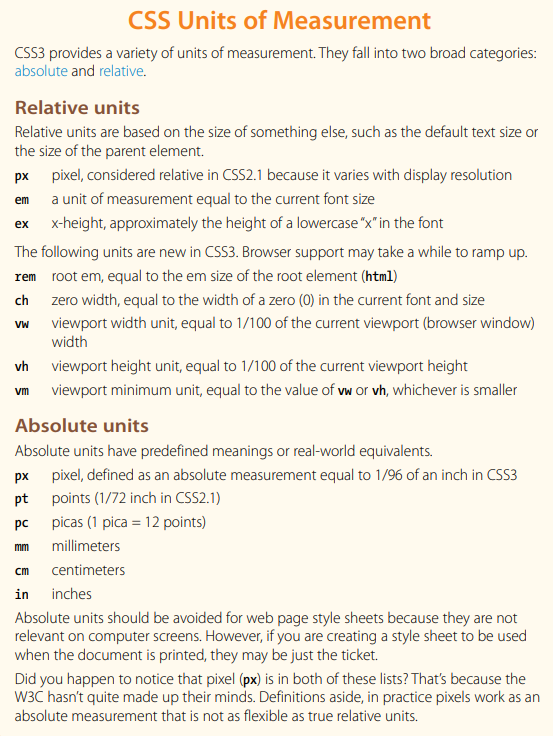 CSS Units of Measurement
CSS3 provides a variety of units of measurement. They fall into two broad categories:
absolute and relative.
Relative units
Relative units are based on the size of something else, such as the default text size or
the size of the parent element.
px pixel, considered relative in CSS2.1 because it varies with display resolution
em a unit of measurement equal to the current font size
ex x-height, approximately the height of a lowercase “x” in the font
The following units are new in CSS3. Browser support may take a while to ramp up.
rem root em, equal to the em size of the root element (html)
ch zero width, equal to the width of a zero (0) in the current font and size
vw viewport width unit, equal to 1/100 of the current viewport (browser window)
width
vh viewport height unit, equal to 1/100 of the current viewport height
vm viewport minimum unit, equal to the value of vw or vh, whichever is smaller
Absolute units
Absolute units have predefined meanings or real-world equivalents.
px pixel, defined as an absolute measurement equal to 1/96 of an inch in CSS3
pt points (1/72 inch in CSS2.1)
pc picas (1 pica = 12 points)
mm millimeters
cm centimeters
in inches
Absolute units should be avoided for web page style sheets because they are not
relevant on computer screens. However, if you are creating a style sheet to be used
when the document is printed, they may be just the ticket.
Did you happen to notice that pixel (px) is in both of these lists? That’s because the
W3C hasn’t quite made up their minds. Definitions aside, in practice pixels work as an
absolute measurement that is not as flexible as true relative units.